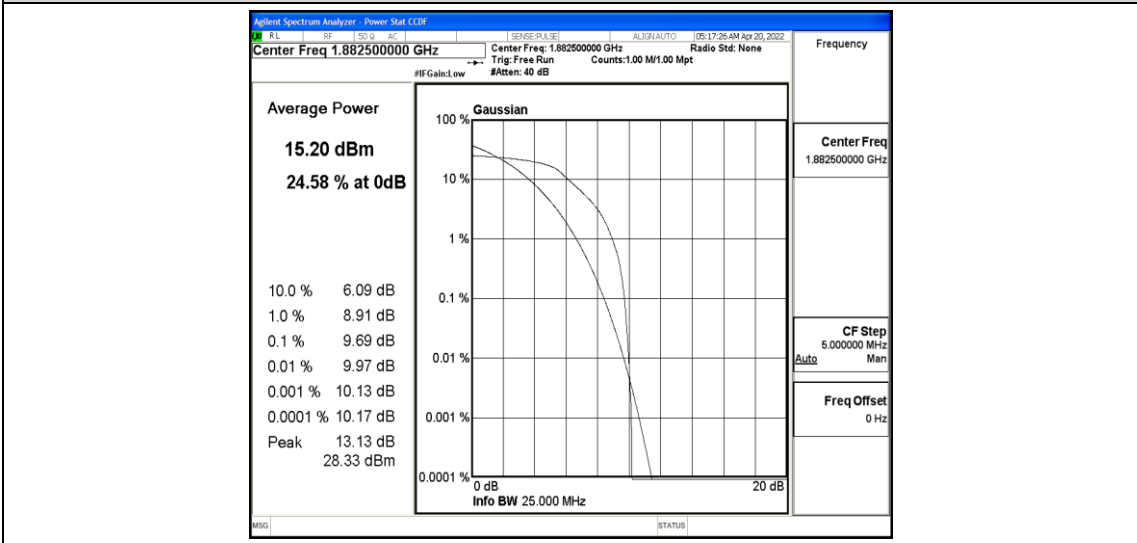 Agilent Spectrum Analyzer - Power Stat CCDF
RL RF 50 Ω AC SENSE:PULSE ALIGN AUTO 05:17:26 AM Apr 20, 2022
Center Freq 1.882500000 GHz
Center Freq: 1.882500000 GHz Radio Std: None
Trig: Free Run Counts:1.00 M/1.00 Mpt
#IFGain:Low #Atten: 40 dB
Frequency
Average Power
15.20 dBm
24.58 % at 0dB
10.0 % 6.09 dB
1.0 % 8.91 dB
0.1 % 9.69 dB
0.01 % 9.97 dB
0.001 % 10.13 dB
0.0001 % 10.17 dB
Peak 13.13 dB
28.33 dBm
Gaussian
100 %
10 %
1 %
0.1 %
0.01 %
0.001 %
0.0001 %
0 dB 20 dB
Info BW 25.000 MHz
Center Freq
1.882500000 GHz
CF Step
5.000000 MHz
Auto Man
Freq Offset
0 Hz
MSG STATUS